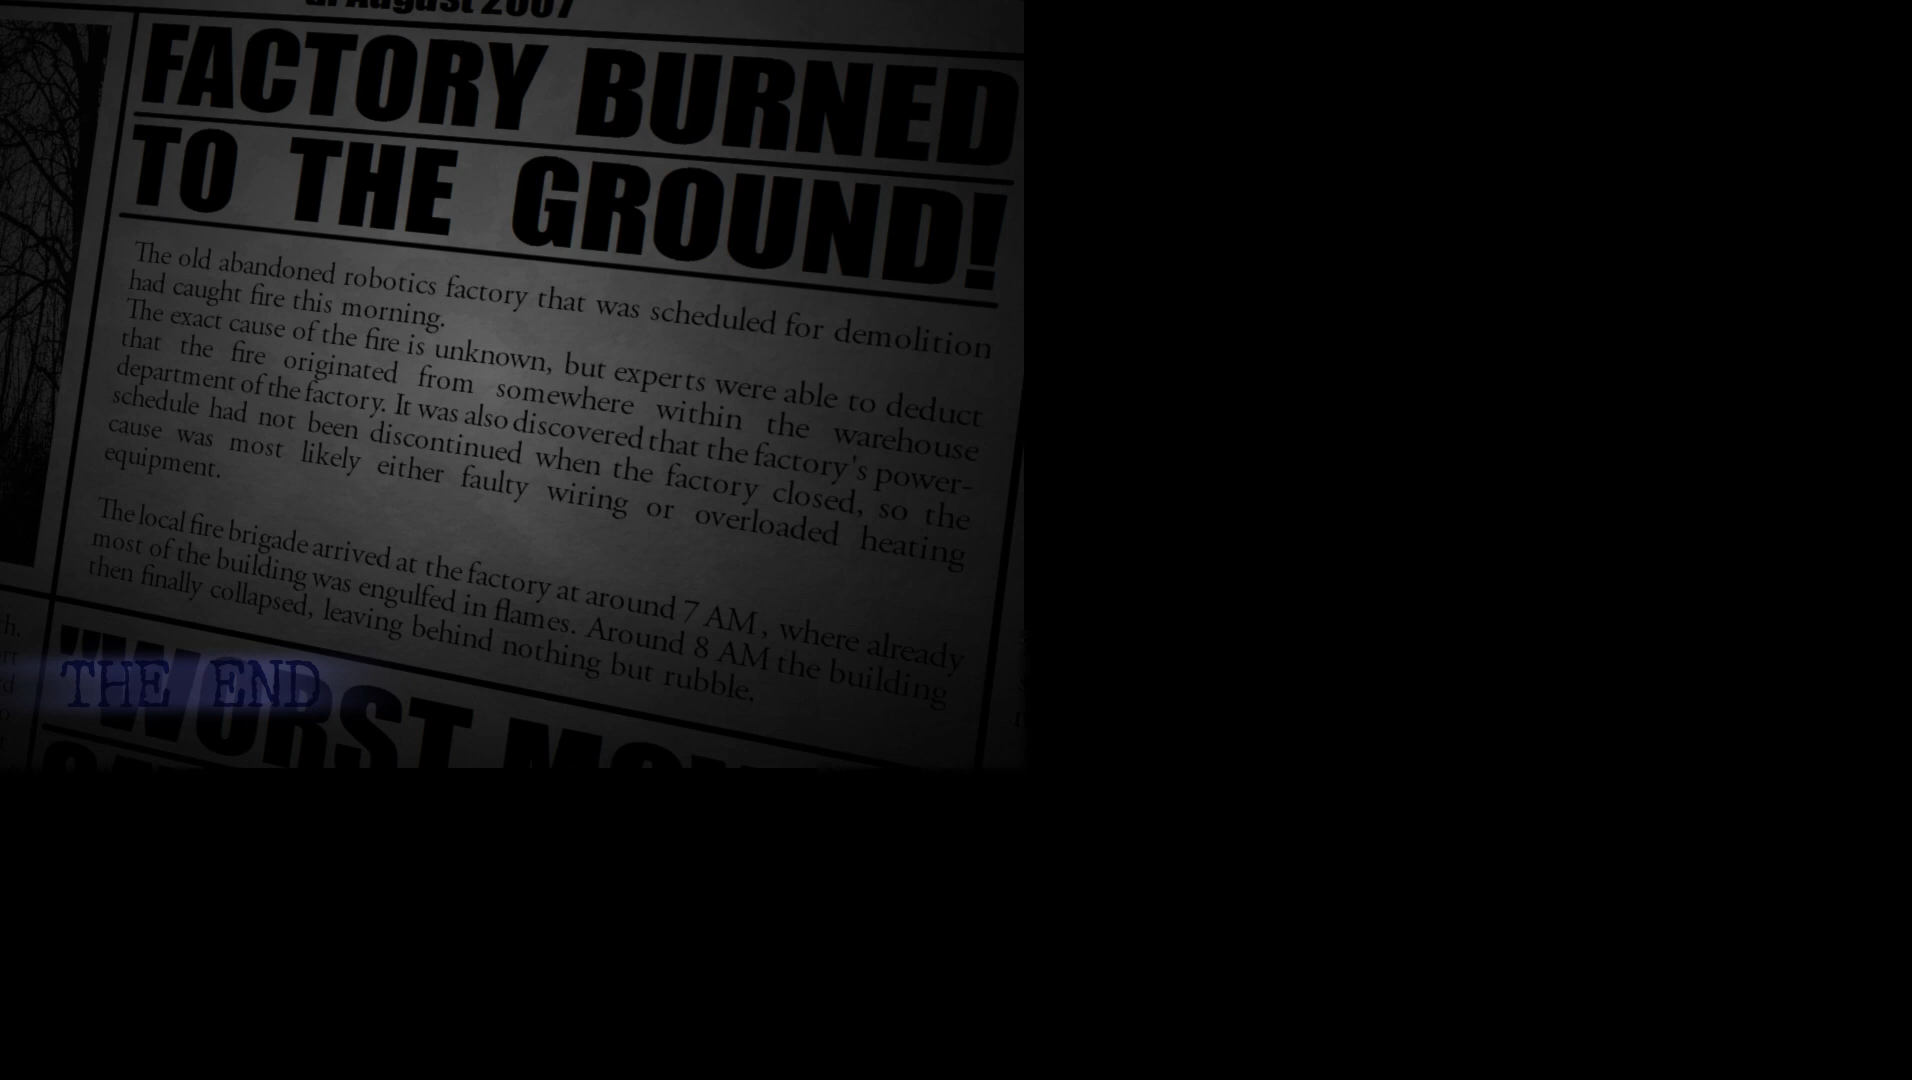 August 2007
FACTORY BURNED
TO THE GROUND!
The old abandoned robotics factory that was scheduled for demolition
had caught fire this morning.
The exact cause of the fire is unknown, but experts were able to deduct
that the fire originated from somewhere within the warehouse
department of the factory. It was also discovered that the factory's power-
schedule had not been discontinued when the factory closed, so the
cause was most likely either faulty wiring or overloaded heating
equipment.
The local fire brigade arrived at the factory at around 7 AM, where already
most of the building was engulfed in flames. Around 8 AM the building
then finally collapsed, leaving behind nothing but rubble.
"WORST
THE END